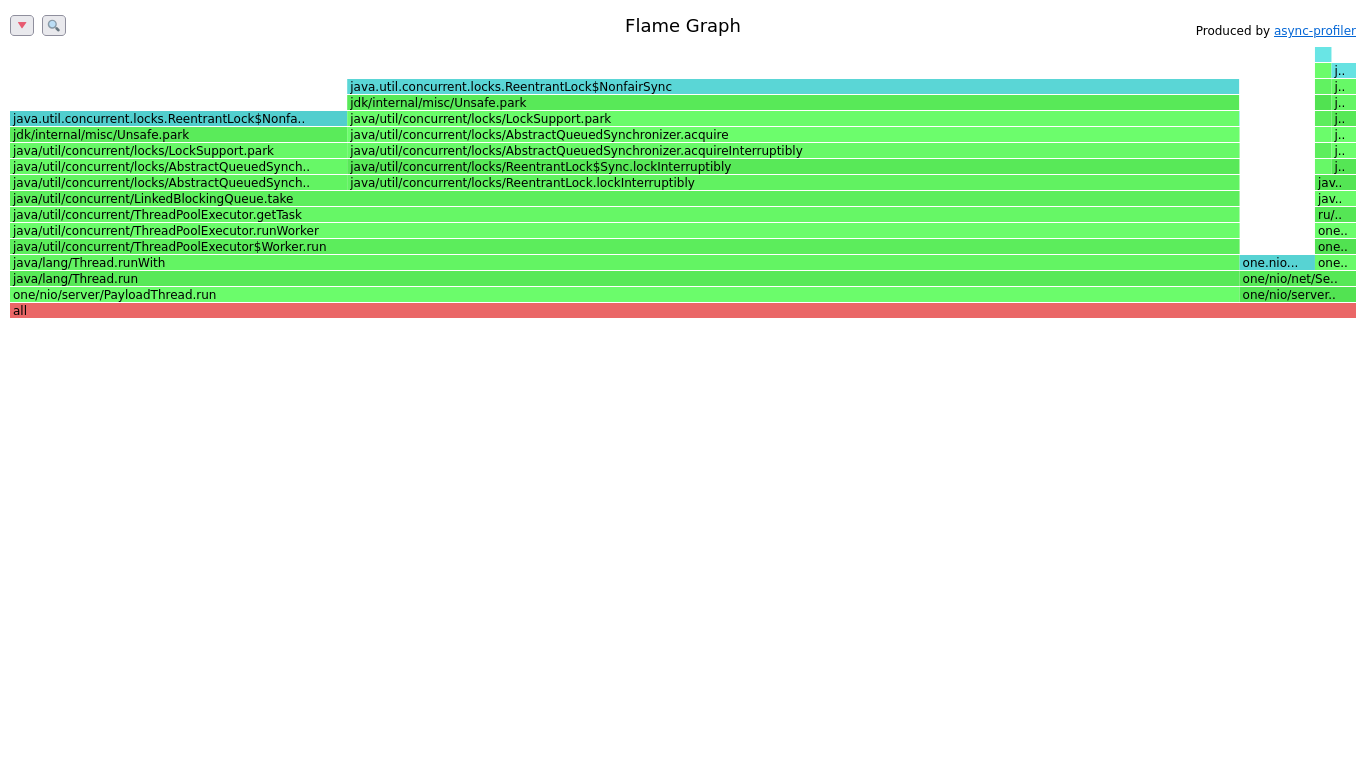 Flame Graph
Produced by async-profiler
j..
java.util.concurrent.locks.ReentrantLock$NonfairSync j..
jdk/internal/misc/Unsafe.park j..
java.util.concurrent.locks.ReentrantLock$Nonfa.. java/util/concurrent/locks/LockSupport.park j..
jdk/internal/misc/Unsafe.park java/util/concurrent/locks/AbstractQueuedSynchronizer.acquire j..
java/util/concurrent/locks/LockSupport.park java/util/concurrent/locks/AbstractQueuedSynchronizer.acquireInterruptibly j..
java/util/concurrent/locks/AbstractQueuedSynch.. java/util/concurrent/locks/ReentrantLock$Sync.lockInterruptibly j..
java/util/concurrent/locks/AbstractQueuedSynch.. java/util/concurrent/locks/ReentrantLock.lockInterruptibly jav..
java/util/concurrent/LinkedBlockingQueue.take jav..
java/util/concurrent/ThreadPoolExecutor.getTask ru/..
java/util/concurrent/ThreadPoolExecutor.runWorker one..
java/util/concurrent/ThreadPoolExecutor$Worker.run one..
java/lang/Thread.runWith one.nio... one..
java/lang/Thread.run one/nio/net/Se..
one/nio/server/PayloadThread.run one/nio/server..
all